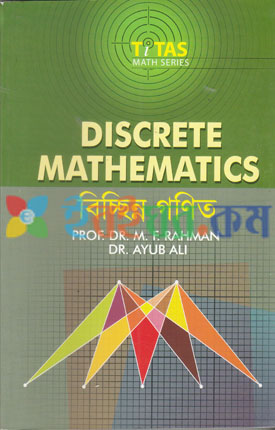 TiTAS
MATH SERIES
DISCRETE
MATHEMATICS
বিচ্ছিন্ন গণিত
PROF. DR. M. F. RAHMAN
DR. AYUB ALI